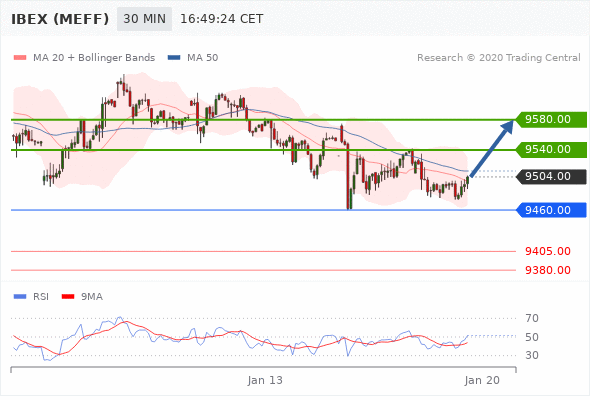 IBEX (MEFF) 30 MIN 16:49:24 CET
MA 20 + Bollinger Bands MA 50 Research © 2020 Trading Central
9580.00
9540.00
9504.00
9460.00
9405.00
9380.00
RSI 9MA
70
50
30
Jan 13 Jan 20